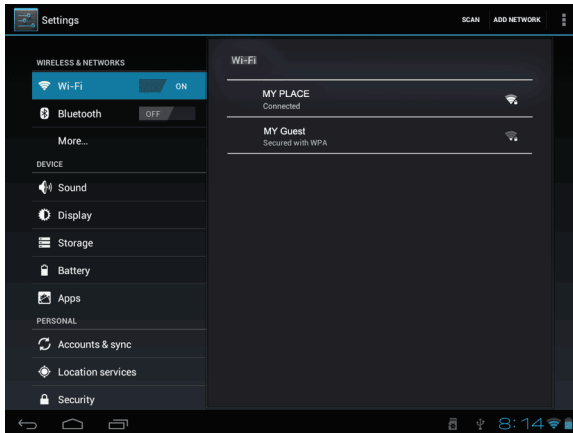 Settings
SCAN ADD NETWORK
WIRELESS & NETWORKS
Wi-Fi ON
Bluetooth OFF
More...
DEVICE
Sound
Display
Storage
Battery
Apps
PERSONAL
Accounts & sync
Location services
Security
Wi-Fi
MY PLACE
Connected
MY Guest
Secured with WPA
8:14